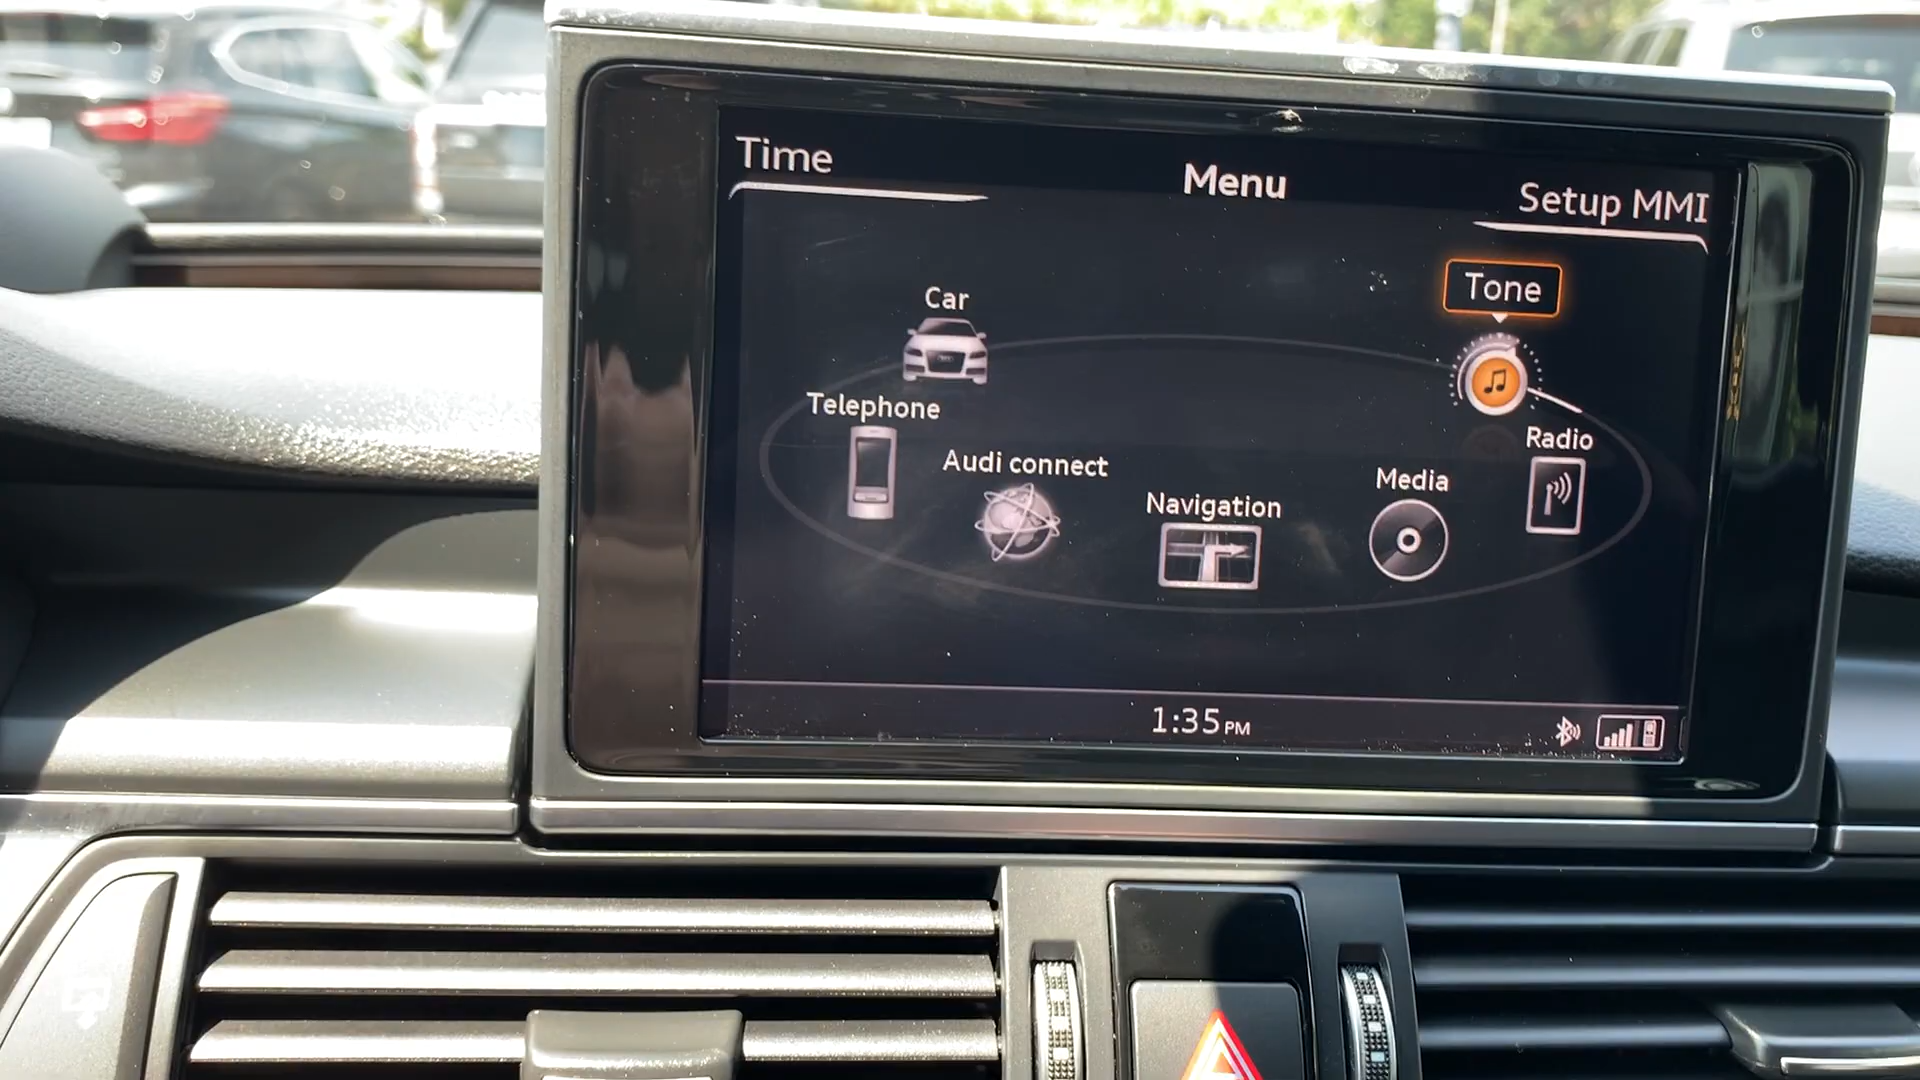 Time
Menu
Setup MMI
Tone
Car
Telephone
Radio
Audi connect
Media
Navigation
1:35 PM